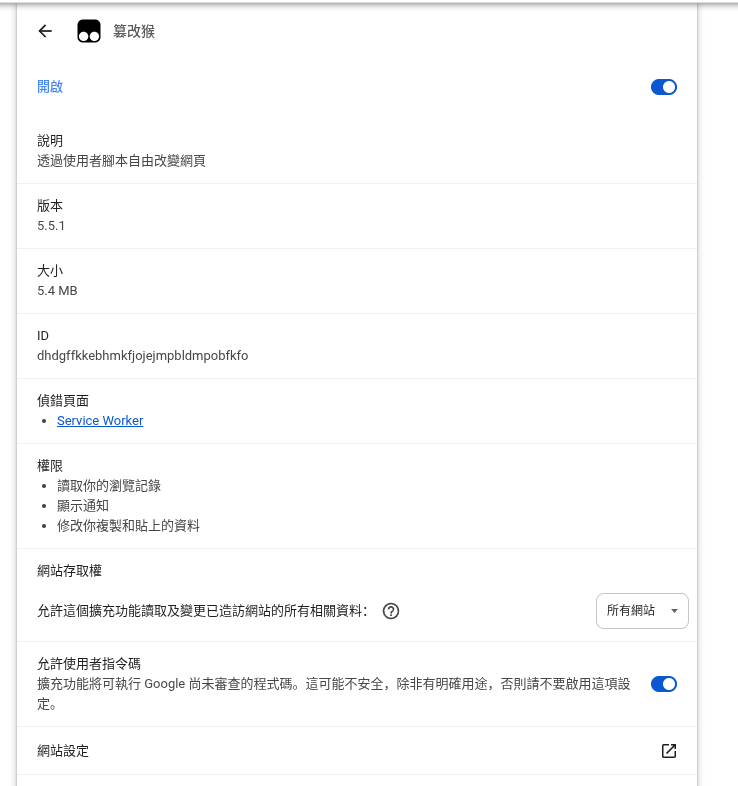 篡改猴
開啟
說明
透過使用者腳本自由改變網頁
版本
5.5.1
大小
5.4 MB
ID
dhdgffkkebhmkfjojejmpbldmpobfkfo
偵錯頁面
Service Worker
權限
讀取你的瀏覽記錄
顯示通知
修改你複製和貼上的資料
網站存取權
允許這個擴充功能讀取及變更已造訪網站的所有相關資料： 所有網站
允許使用者指令碼
擴充功能將可執行 Google 尚未審查的程式碼。這可能不安全，除非有明確用途，否則請不要啟用這項設
定。
網站設定